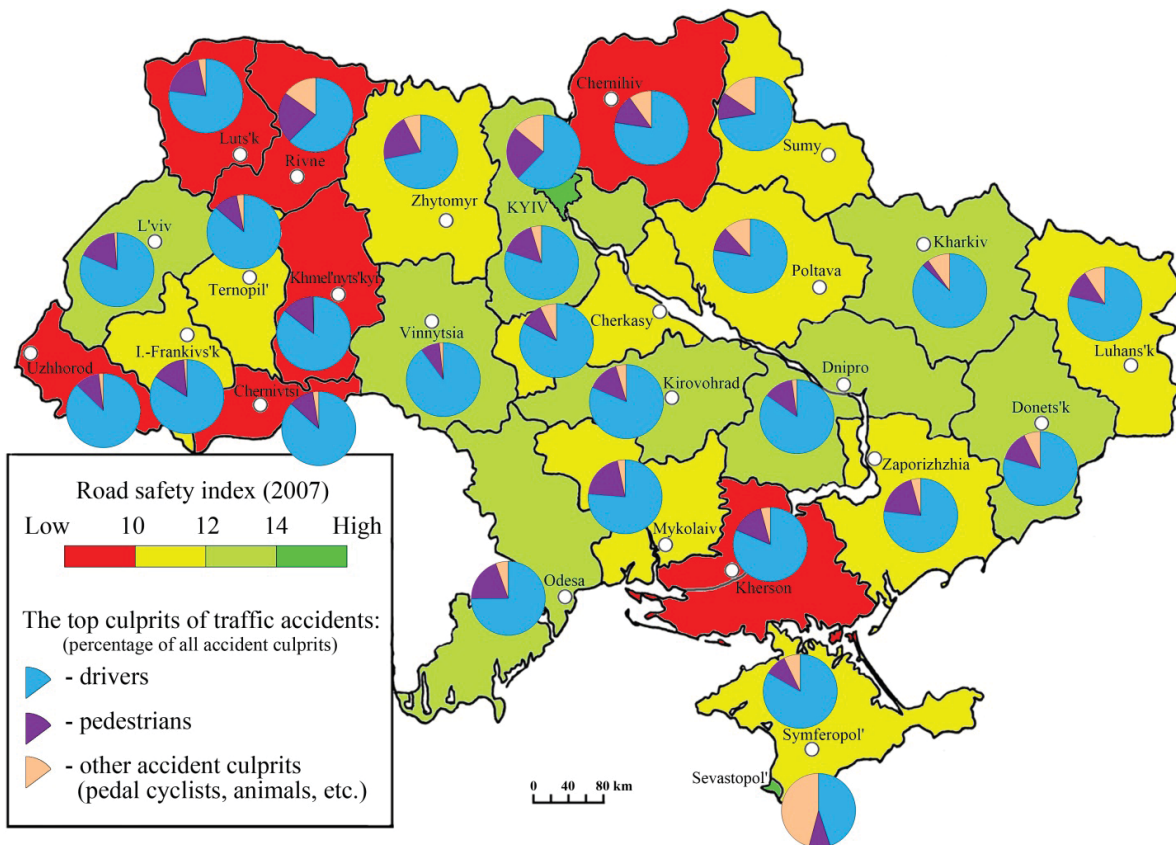 Chernihiv
Luts'k
Rivne
Sumy
Zhytomyr
KYIV
L'viv
Kharkiv
Ternopil'
Khmel'nyts'kyi
Poltava
Vinnytsia
Cherkasy
I.-Frankivs'k
Luhans'k
Uzhhorod
Chernivtsi
Kirovohrad
Dnipro
Donets'k
Zaporizhzhia
Mykolaiv
Odesa
Kherson
Symferopol'
Sevastopol'
Road safety index (2007)
Low 10 12 14 High
The top culprits of traffic accidents:
(percentage of all accident culprits)
- drivers
- pedestrians
- other accident culprits
(pedal cyclists, animals, etc.)
0 40 80 km